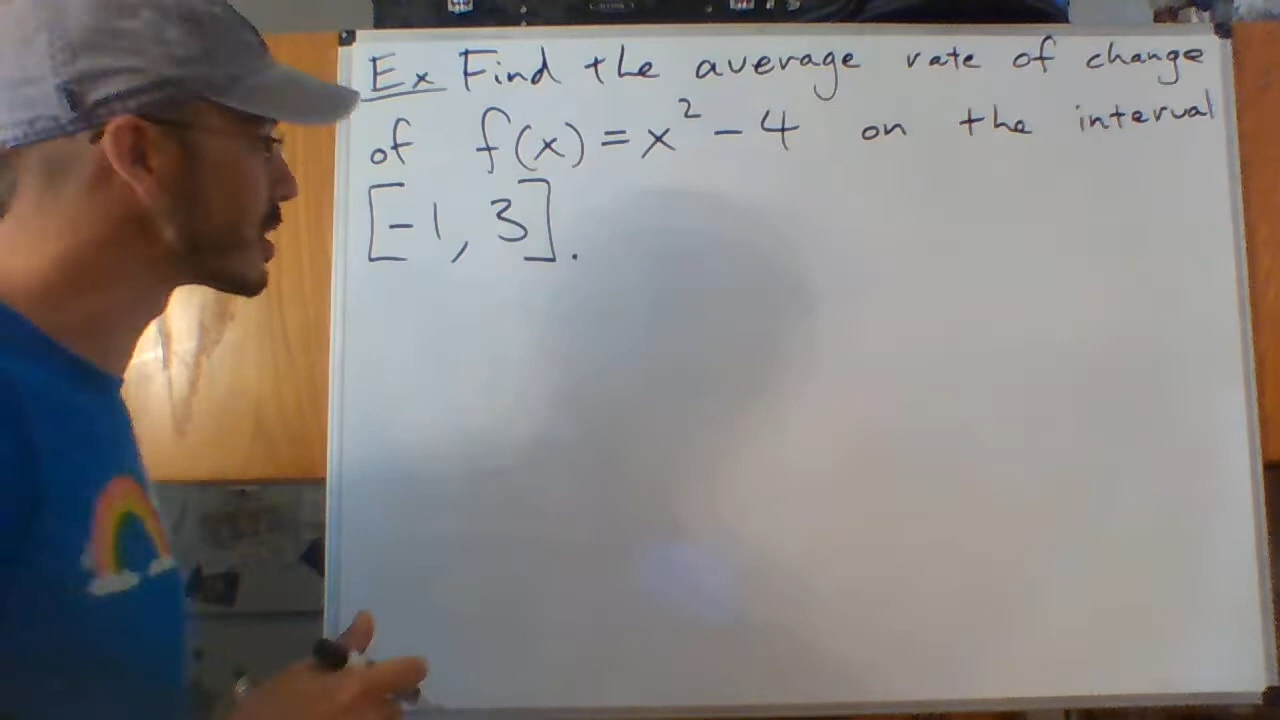 Ex Find the average rate of change
of f(x) = x² - 4 on the interval
[-1, 3].